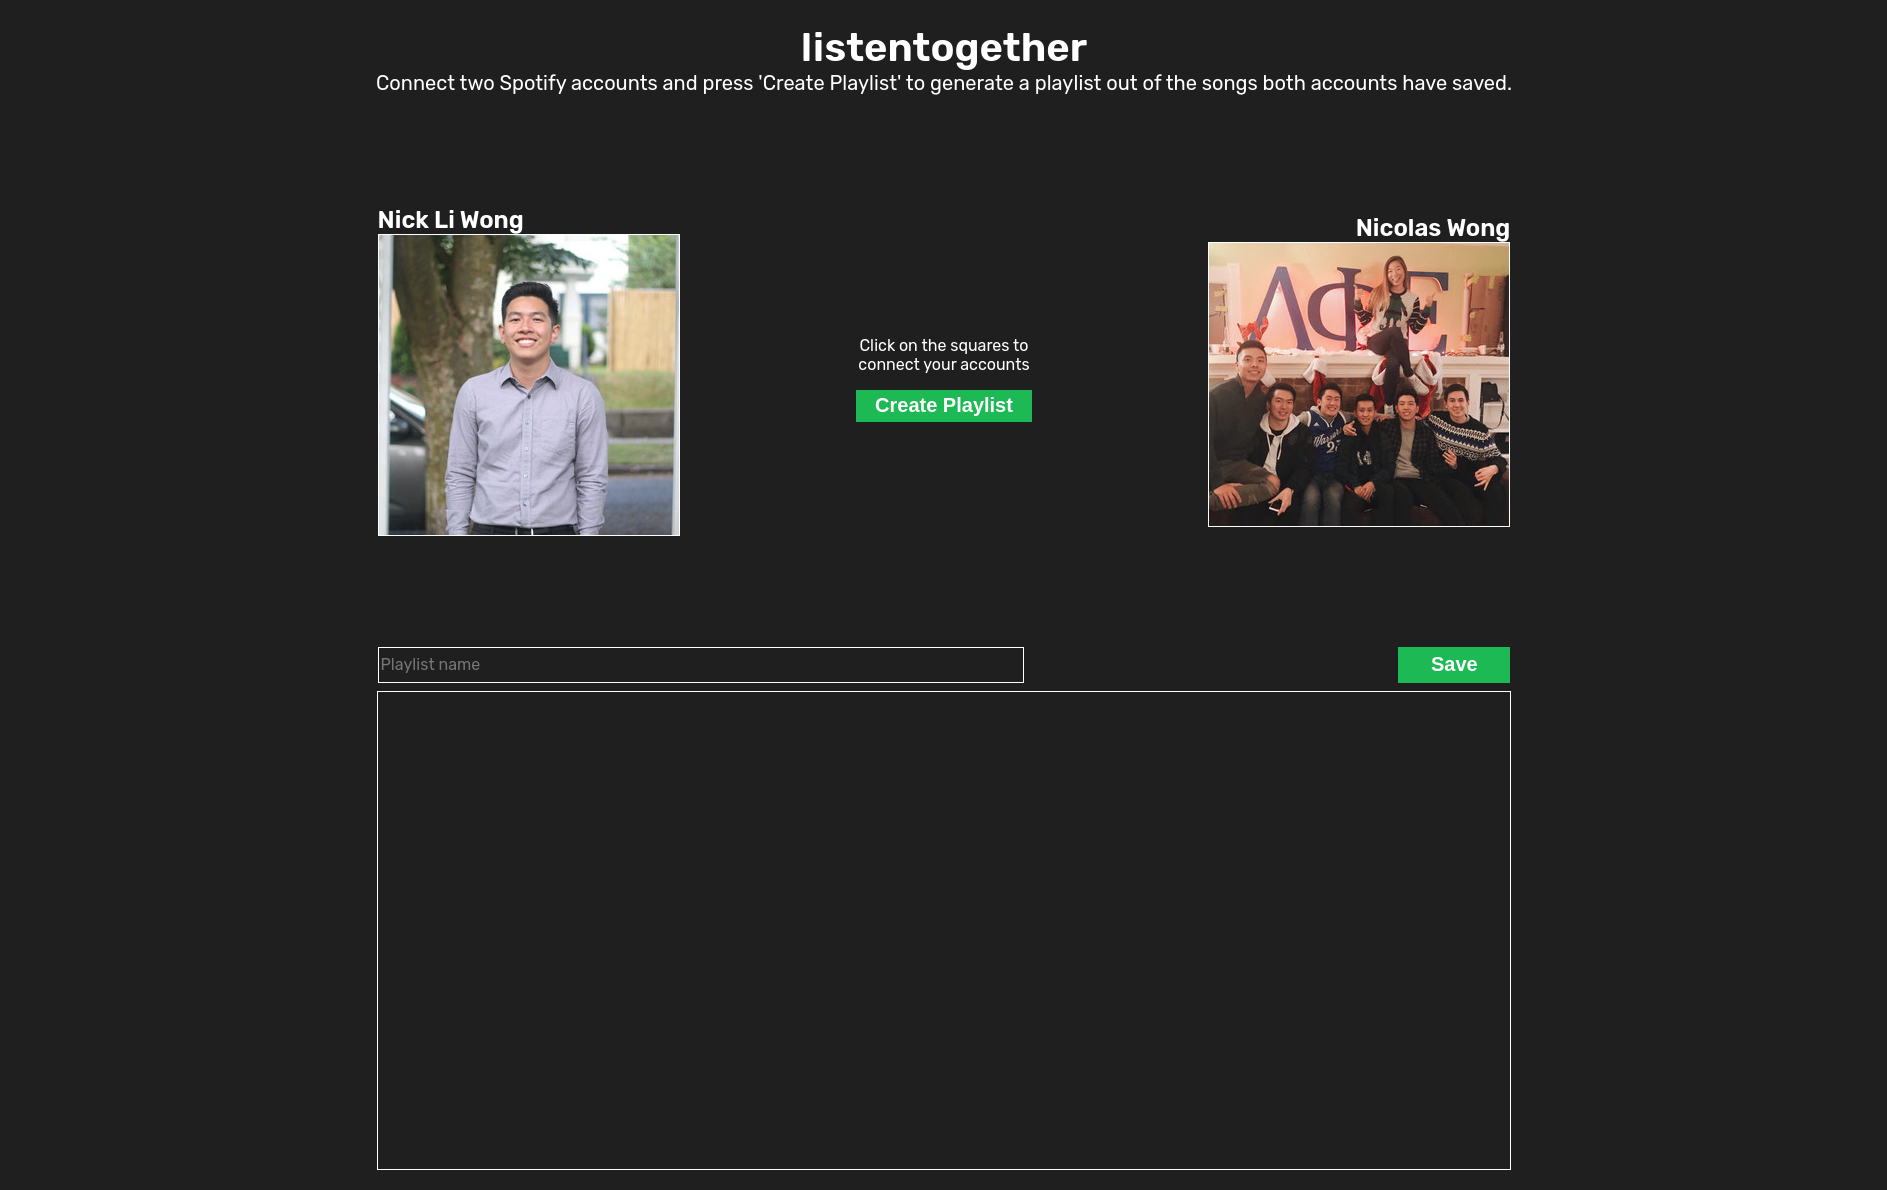 listentogether
Connect two Spotify accounts and press 'Create Playlist' to generate a playlist out of the songs both accounts have saved.
Nick Li Wong
Nicolas Wong
ΛΦΕ
Click on the squares to
connect your accounts
Create Playlist
Warriors
Playlist name
Save